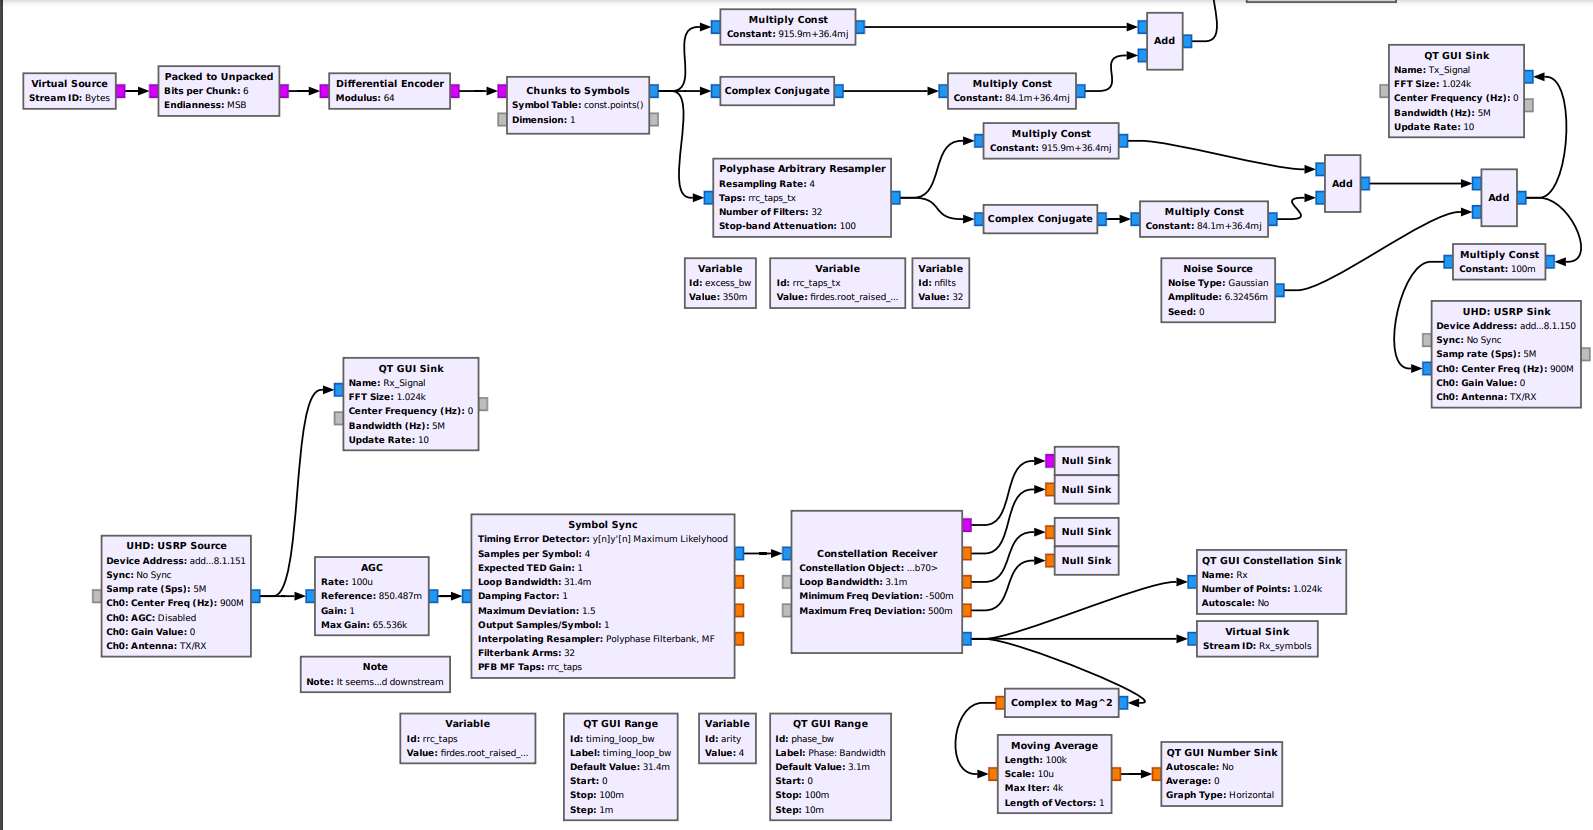 Virtual Source
Stream ID: Bytes
Packed to Unpacked
Bits per Chunk: 6
Endianness: MSB
Differential Encoder
Modulus: 64
Chunks to Symbols
Symbol Table: const.points()
Dimension: 1
Multiply Const
Constant: 915.9m+36.4mj
Complex Conjugate
Multiply Const
Constant: 84.1m+36.4mj
Add
Polyphase Arbitrary Resampler
Resampling Rate: 4
Taps: rrc_taps_tx
Number of Filters: 32
Stop-band Attenuation: 100
Multiply Const
Constant: 915.9m+36.4mj
Complex Conjugate
Multiply Const
Constant: 84.1m+36.4mj
Add
Add
QT GUI Sink
Name: Tx_Signal
FFT Size: 1.024k
Center Frequency (Hz): 0
Bandwidth (Hz): 5M
Update Rate: 10
Variable
Id: excess_bw
Value: 350m
Variable
Id: rrc_taps_tx
Value: firdes.root_raised_...
Variable
Id: nfilts
Value: 32
Noise Source
Noise Type: Gaussian
Amplitude: 6.32456m
Seed: 0
Multiply Const
Constant: 100m
UHD: USRP Sink
Device Address: add...8.1.150
Sync: No Sync
Samp rate (Sps): 5M
Ch0: Center Freq (Hz): 900M
Ch0: Gain Value: 0
Ch0: Antenna: TX/RX
QT GUI Sink
Name: Rx_Signal
FFT Size: 1.024k
Center Frequency (Hz): 0
Bandwidth (Hz): 5M
Update Rate: 10
UHD: USRP Source
Device Address: add...8.1.151
Sync: No Sync
Samp rate (Sps): 5M
Ch0: Center Freq (Hz): 900M
Ch0: AGC: Disabled
Ch0: Gain Value: 0
Ch0: Antenna: TX/RX
AGC
Rate: 100u
Reference: 850.487m
Gain: 1
Max Gain: 65.536k
Note
Note: It seems...d downstream
Symbol Sync
Timing Error Detector: y[n]y'[n] Maximum Likelyhood
Samples per Symbol: 4
Expected TED Gain: 1
Loop Bandwidth: 31.4m
Damping Factor: 1
Maximum Deviation: 1.5
Output Samples/Symbol: 1
Interpolating Resampler: Polyphase Filterbank, MF
Filterbank Arms: 32
PFB MF Taps: rrc_taps
Constellation Receiver
Constellation Object: ...b70>
Loop Bandwidth: 3.1m
Minimum Freq Deviation: -500m
Maximum Freq Deviation: 500m
Null Sink
Null Sink
Null Sink
Null Sink
QT GUI Constellation Sink
Name: Rx
Number of Points: 1.024k
Autoscale: No
Virtual Sink
Stream ID: Rx_symbols
Complex to Mag^2
Variable
Id: rrc_taps
Value: firdes.root_raised_...
QT GUI Range
Id: timing_loop_bw
Label: timing_loop_bw
Default Value: 31.4m
Start: 0
Stop: 100m
Step: 1m
Variable
Id: arity
Value: 4
QT GUI Range
Id: phase_bw
Label: Phase: Bandwidth
Default Value: 3.1m
Start: 0
Stop: 100m
Step: 10m
Moving Average
Length: 100k
Scale: 10u
Max Iter: 4k
Length of Vectors: 1
QT GUI Number Sink
Autoscale: No
Average: 0
Graph Type: Horizontal